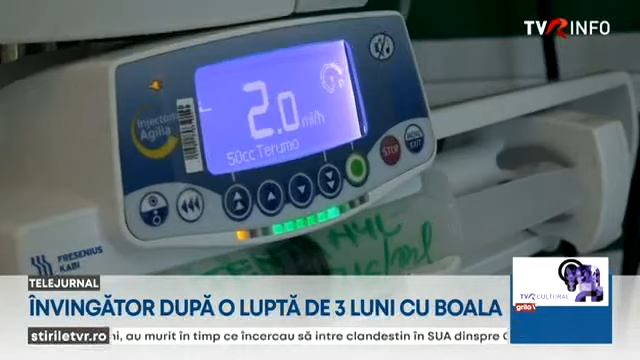 TVR INFO
Injectomat
Agilia
2.0 ml/h
P
50cc Terumo
STOP
MENU
EXIT
FRESENIUS
KABI
TELEJURNAL
ÎNVINGĂTOR DUPĂ O LUPTĂ DE 3 LUNI CU BOALA
TVR CULTURAL
grilo
stiriletvr.ro
ni, au murit în timp ce încercau să intre clandestin în SUA dinspre